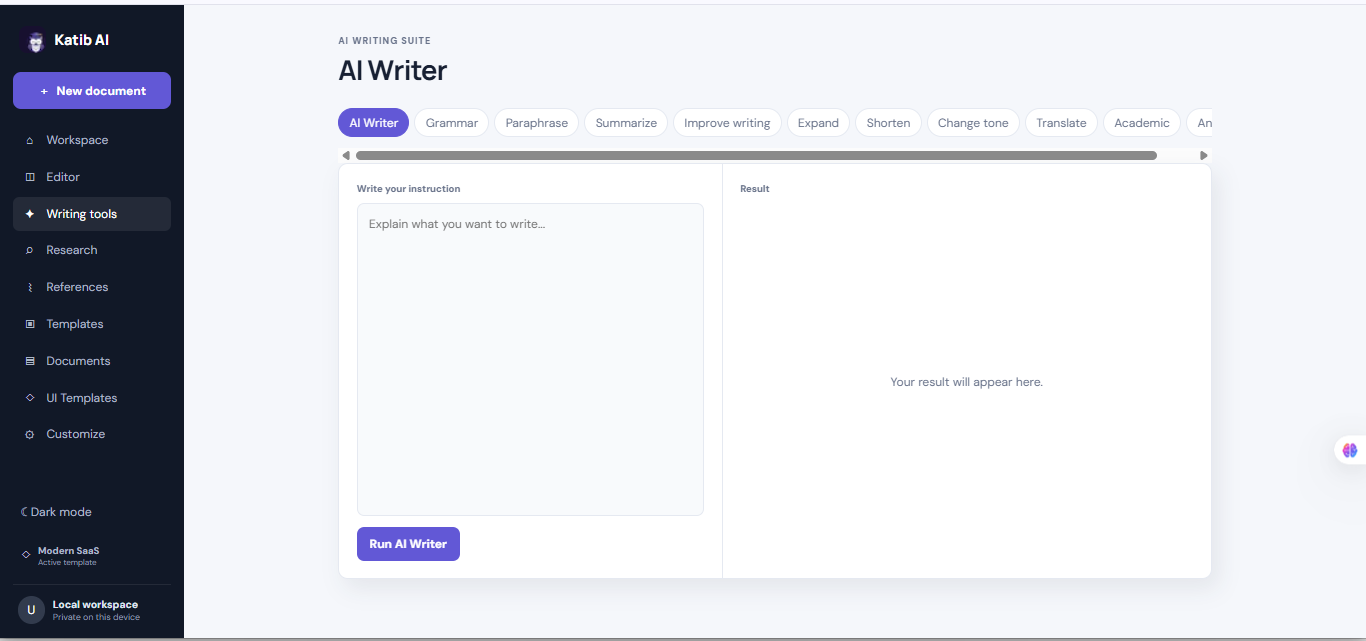 Katib AI
+ New document
Workspace
Editor
Writing tools
Research
References
Templates
Documents
UI Templates
Customize
Dark mode
Modern SaaS
Active template
U
Local workspace
Private on this device
AI WRITING SUITE
AI Writer
AI Writer Grammar Paraphrase Summarize Improve writing Expand Shorten Change tone Translate Academic An
Write your instruction
Explain what you want to write...
Run AI Writer
Result
Your result will appear here.